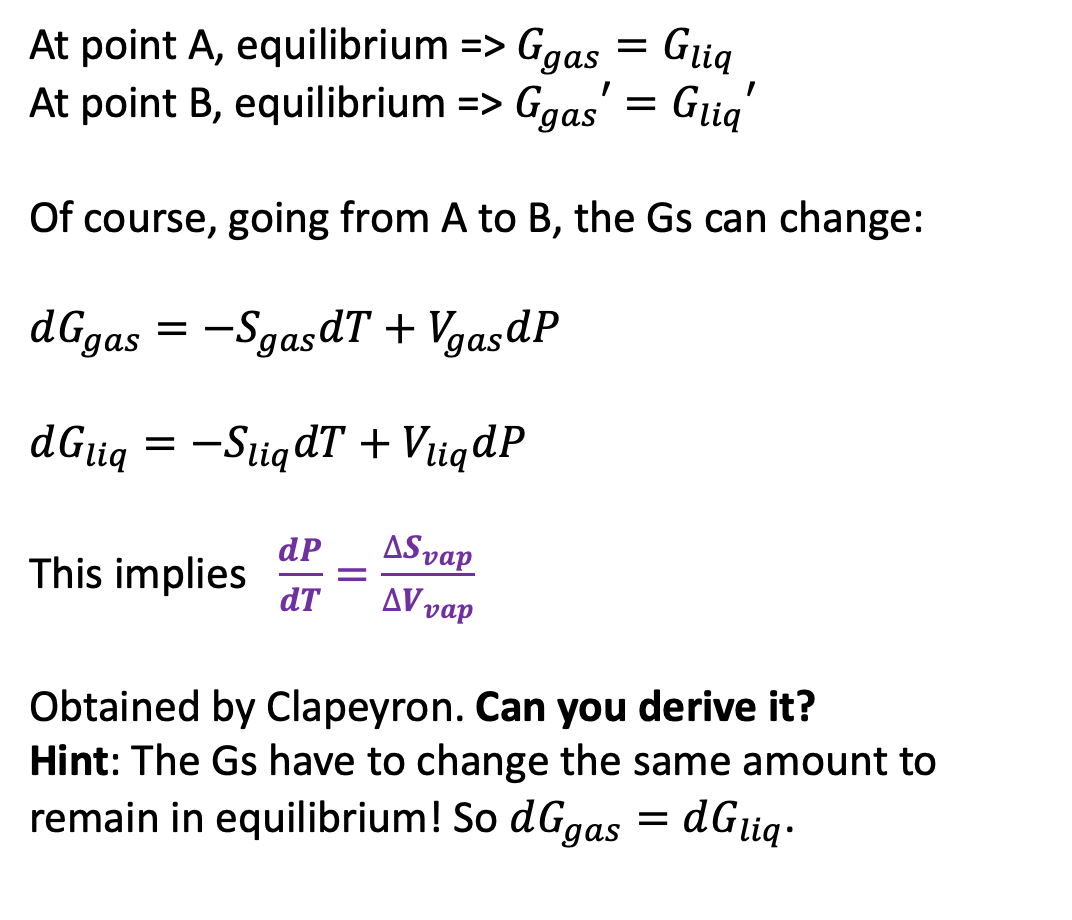 At point A, equilibrium => G_gas = G_liq
At point B, equilibrium => G_gas′ = G_liq′
Of course, going from A to B, the Gs can change:
dG_gas = −S_gas dT + V_gas dP
dG_liq = −S_liq dT + V_liq dP
This implies dP/dT = ΔS_vap/ΔV_vap
Obtained by Clapeyron. Can you derive it?
Hint: The Gs have to change the same amount to
remain in equilibrium! So dG_gas = dG_liq.